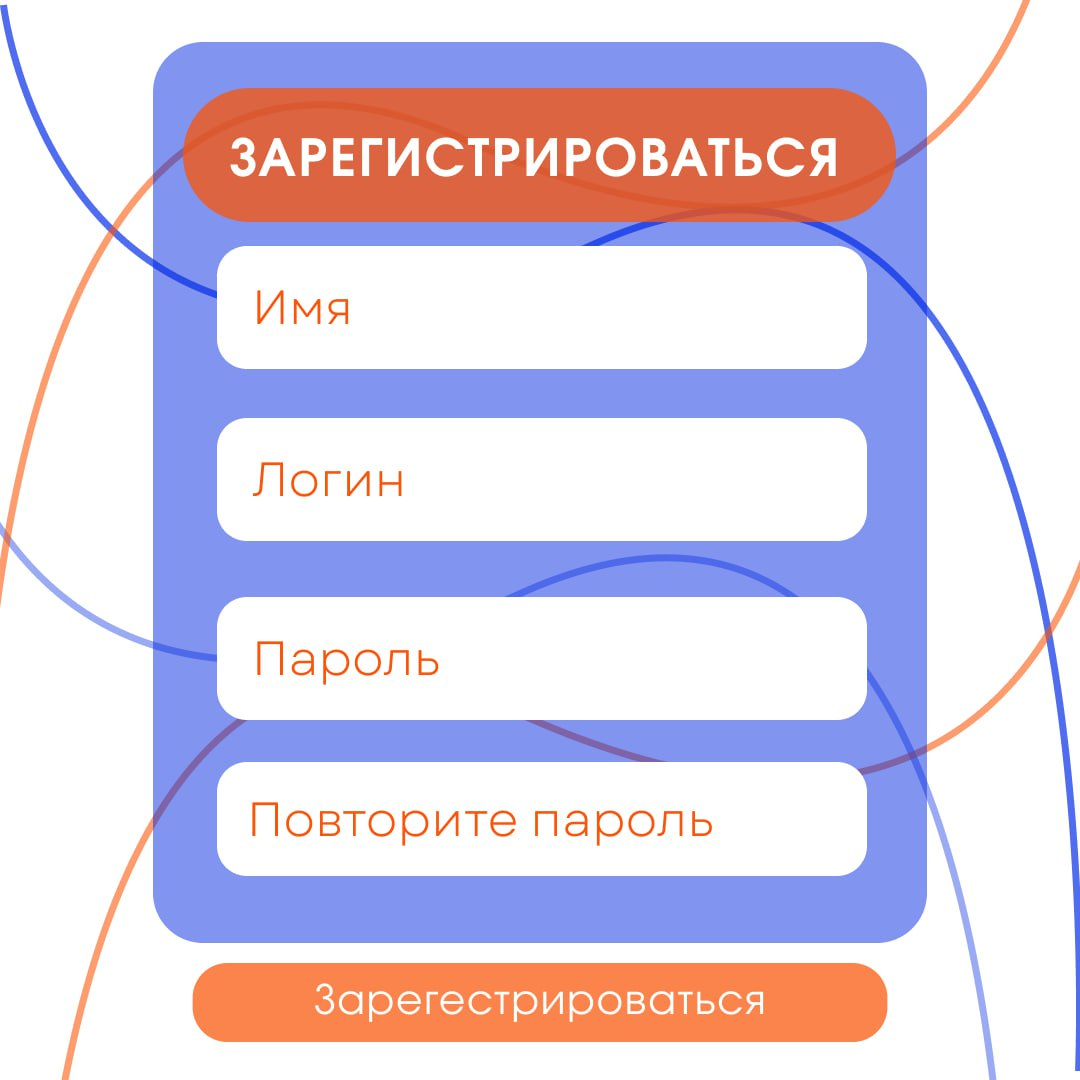 ЗАРЕГИСТРИРОВАТЬСЯ
Имя
Логин
Пароль
Повторите пароль
Зарегестрироваться